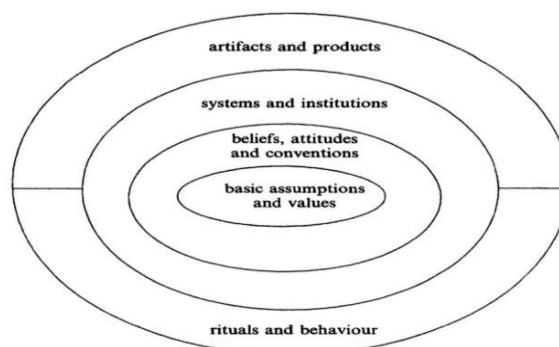 artifacts and products
systems and institutions
beliefs, attitudes
and conventions
basic assumptions
and values
rituals and behaviour